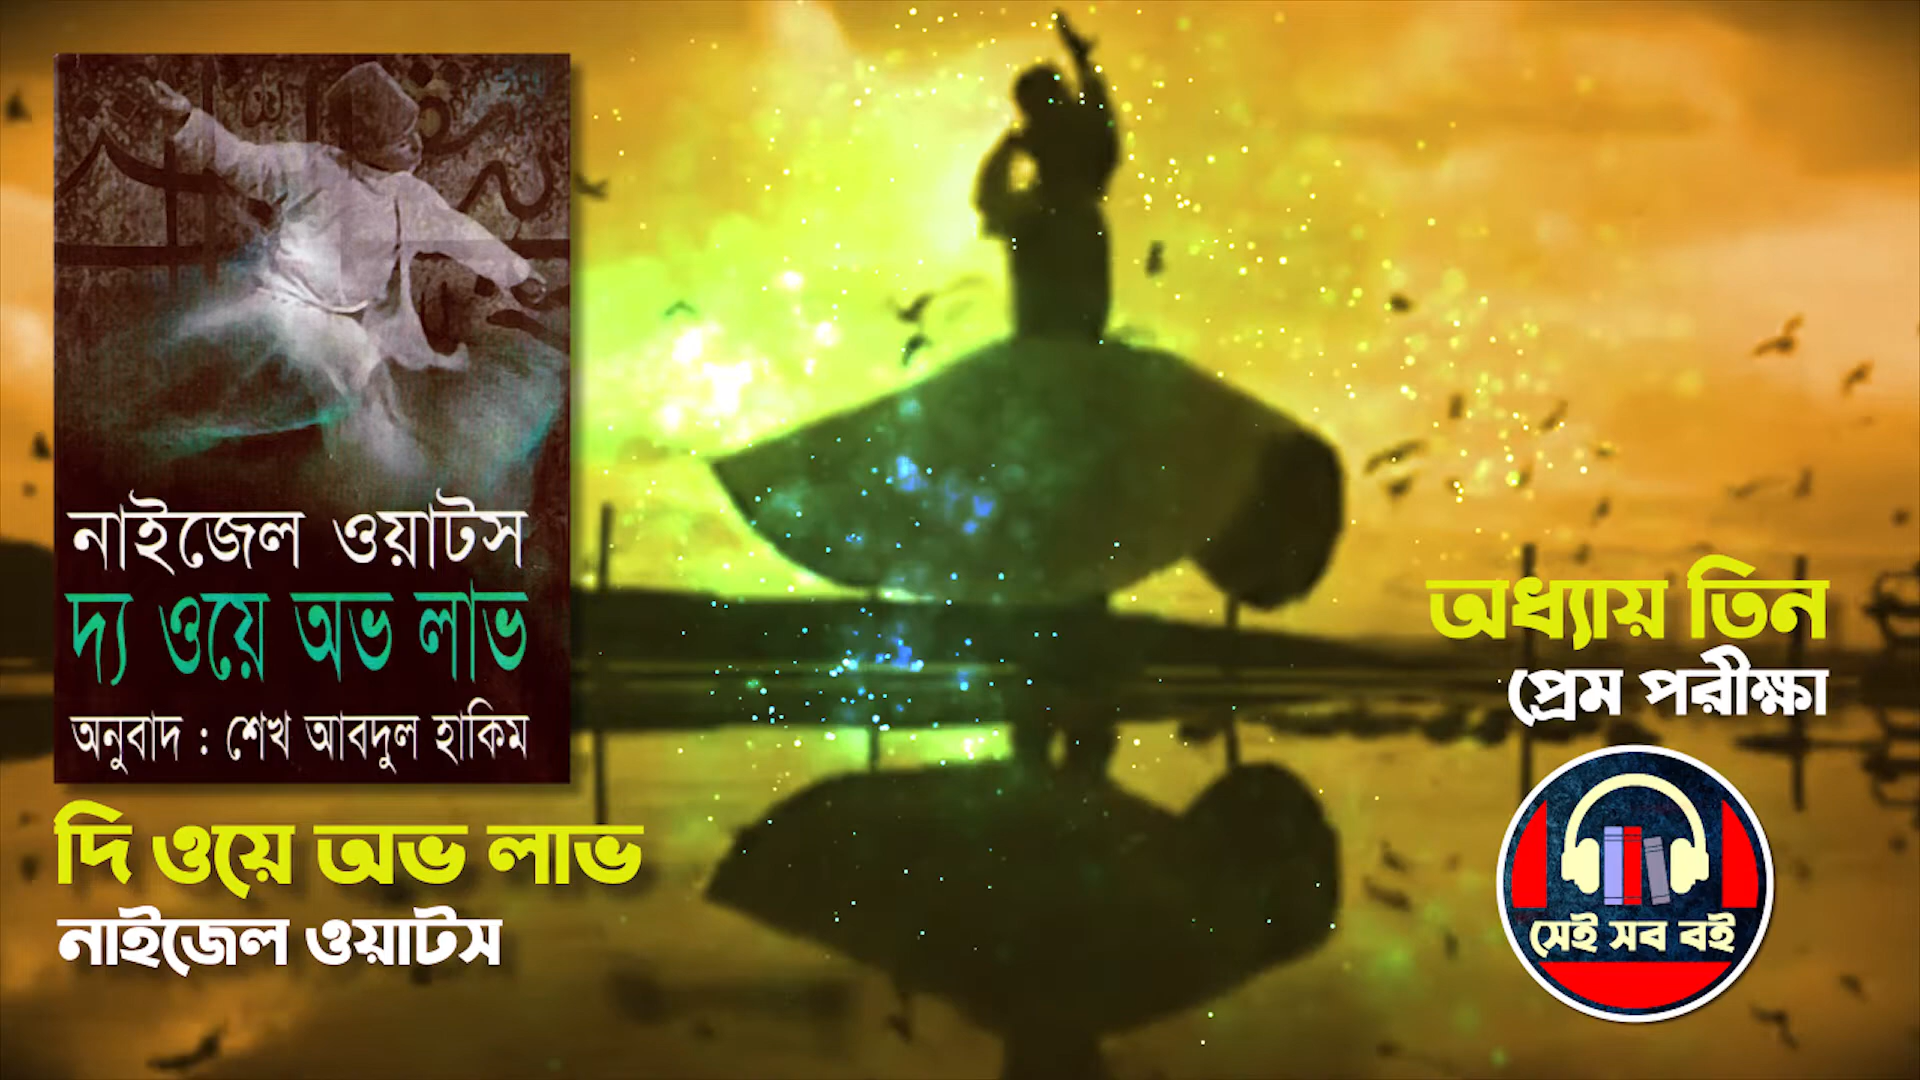 নাইজেল ওয়াটস
দ্য ওয়ে অভ লাভ
অনুবাদ : শেখ আবদুল হাকিম
দি ওয়ে অভ লাভ
নাইজেল ওয়াটস
অধ্যায় তিন
প্রেম পরীক্ষা
সেই সব বই